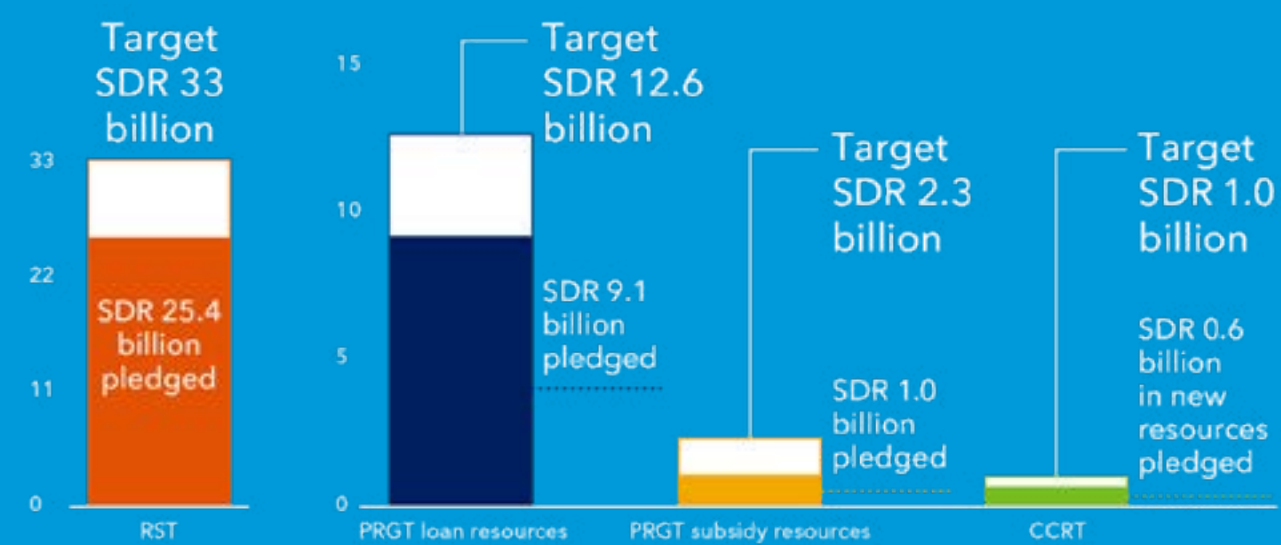 Target
SDR 33
billion
33
22
11
0
SDR 25.4
billion
pledged
RST
15
10
5
0
Target
SDR 12.6
billion
SDR 9.1
billion
pledged
PRGT loan resources
Target
SDR 2.3
billion
SDR 1.0
billion
pledged
PRGT subsidy resources
Target
SDR 1.0
billion
SDR 0.6
billion
in new
resources
pledged
CCRT